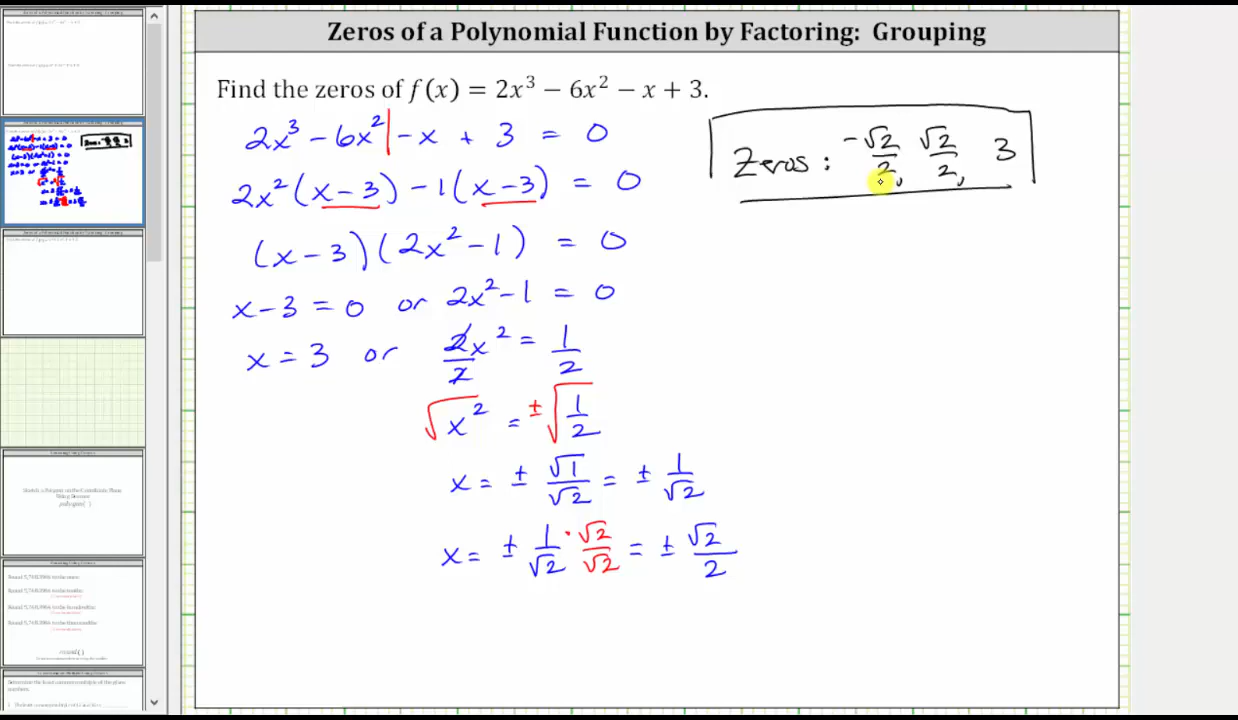 Zeros of a Polynomial Function by Factoring: Grouping
Find the zeros of f(x) = 2x³ − 6x² − x + 3.
2x³ − 6x² | − x + 3 = 0
2x²(x − 3) − 1(x − 3) = 0
(x − 3)(2x² − 1) = 0
x − 3 = 0 or 2x² − 1 = 0
x = 3 or 2x²/2 = 1/2
√x² = ±√(1/2)
x = ± √1/√2 = ± 1/√2
x = ± 1/√2 · √2/√2 = ± √2/2
Zeros: −√2/2, √2/2, 3